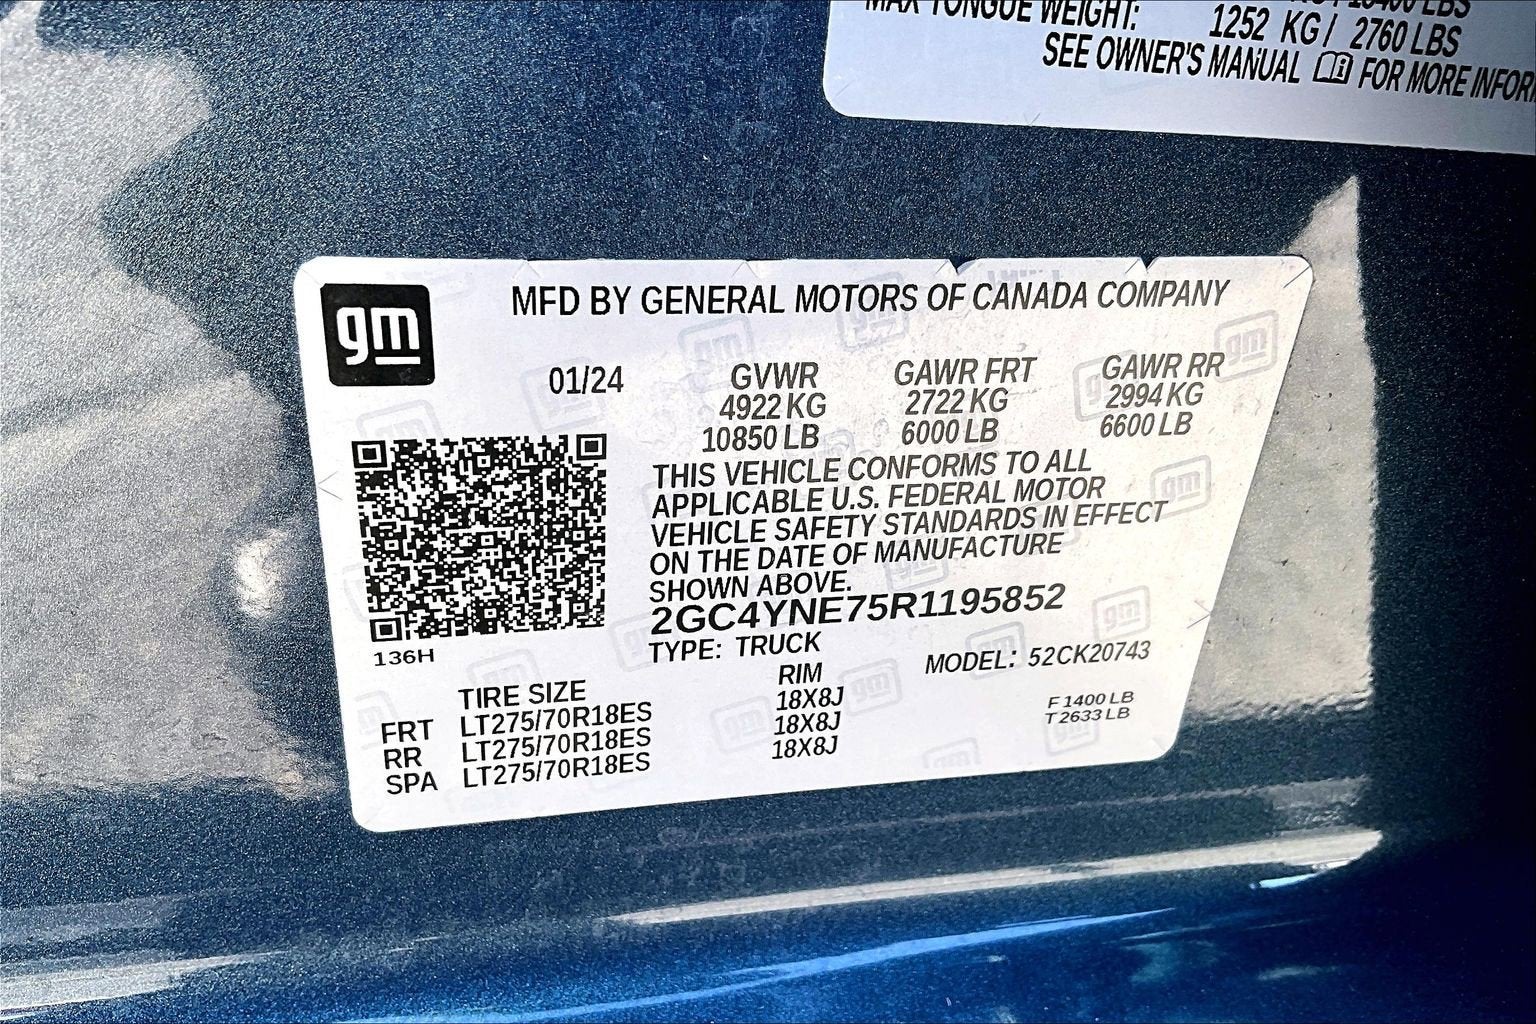 MAX TONGUE WEIGHT: 1252 KG / 2760 LBS
SEE OWNER'S MANUAL FOR MORE
gm
MFD BY GENERAL MOTORS OF CANADA COMPANY
01/24 GVWR GAWR FRT GAWR RR
4922 KG 2722 KG 2994 KG
10850 LB 6000 LB 6600 LB
THIS VEHICLE CONFORMS TO ALL
APPLICABLE U.S. FEDERAL MOTOR
VEHICLE SAFETY STANDARDS IN EFFECT
ON THE DATE OF MANUFACTURE
SHOWN ABOVE.
2GC4YNE75R1195852
136H
TYPE: TRUCK MODEL: 52CK20743
TIRE SIZE RIM
FRT LT275/70R18ES 18X8J F 1400 LB
RR LT275/70R18ES 18X8J T 2633 LB
SPA LT275/70R18ES 18X8J